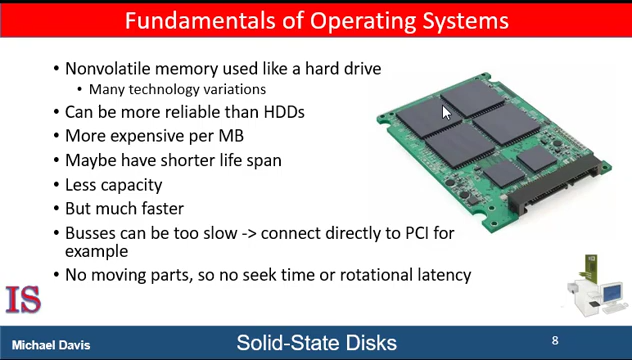 Fundamentals of Operating Systems
• Nonvolatile memory used like a hard drive
• Many technology variations
• Can be more reliable than HDDs
• More expensive per MB
• Maybe have shorter life span
• Less capacity
• But much faster
• Busses can be too slow -> connect directly to PCI for
example
• No moving parts, so no seek time or rotational latency
IS
Michael Davis
Solid-State Disks
8